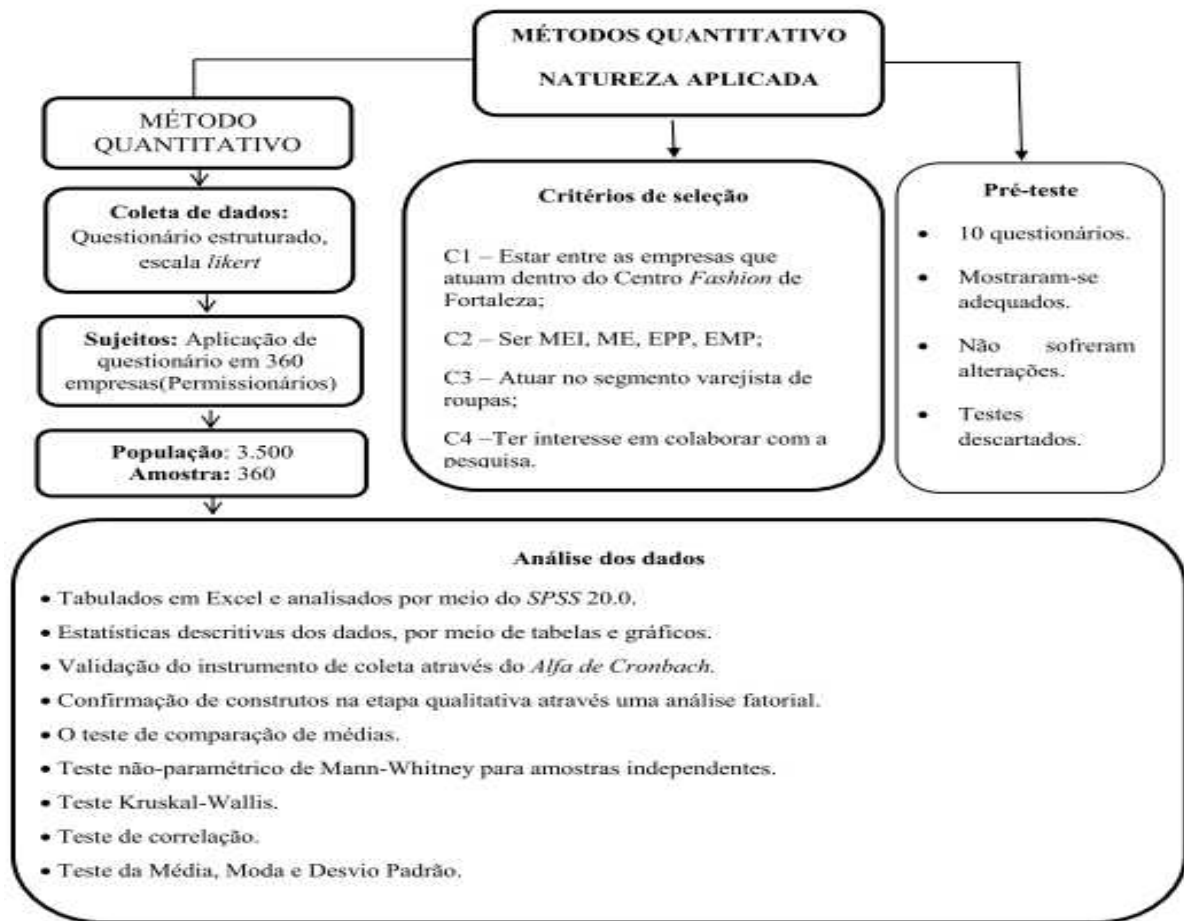 MÉTODOS QUANTITATIVO
NATUREZA APLICADA
MÉTODO
QUANTITATIVO
Coleta de dados:
Questionário estruturado,
escala likert
Sujeitos: Aplicação de
questionário em 360
empresas(Permissionários)
População: 3.500
Amostra: 360
Critérios de seleção
C1 – Estar entre as empresas que
atuam dentro do Centro Fashion de
Fortaleza;
C2 – Ser MEI, ME, EPP, EMP;
C3 – Atuar no segmento varejista de
roupas;
C4 –Ter interesse em colaborar com a
pesquisa.
Pré-teste
• 10 questionários.
• Mostraram-se
adequados.
• Não sofreram
alterações.
• Testes
descartados.
Análise dos dados
• Tabulados em Excel e analisados por meio do SPSS 20.0.
• Estatísticas descritivas dos dados, por meio de tabelas e gráficos.
• Validação do instrumento de coleta através do Alfa de Cronbach.
• Confirmação de construtos na etapa qualitativa através uma análise fatorial.
• O teste de comparação de médias.
• Teste não-paramétrico de Mann-Whitney para amostras independentes.
• Teste Kruskal-Wallis.
• Teste de correlação.
• Teste da Média, Moda e Desvio Padrão.